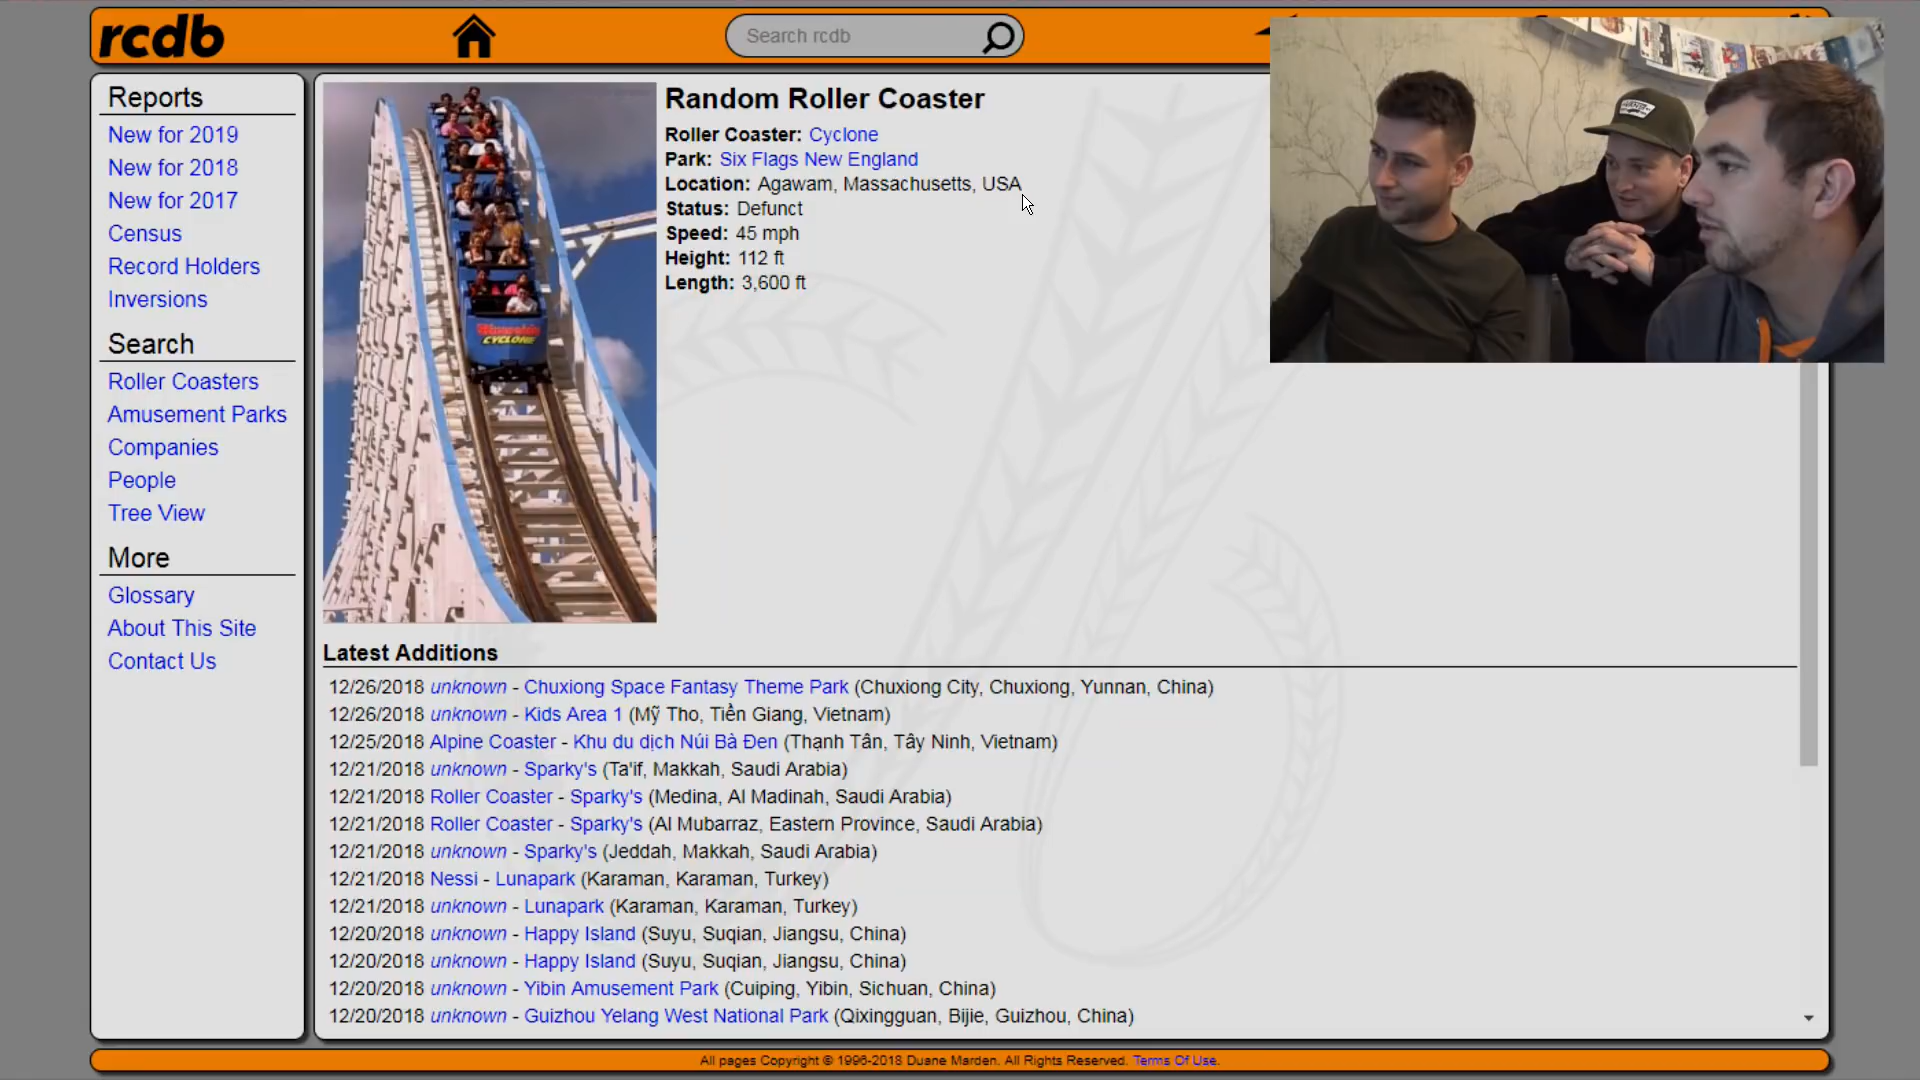 rcdb
Search rcdb
Reports
New for 2019
New for 2018
New for 2017
Census
Record Holders
Inversions
Search
Roller Coasters
Amusement Parks
Companies
People
Tree View
More
Glossary
About This Site
Contact Us
CYCLONE
Random Roller Coaster
Roller Coaster: Cyclone
Park: Six Flags New England
Location: Agawam, Massachusetts, USA
Status: Defunct
Speed: 45 mph
Height: 112 ft
Length: 3,600 ft
Latest Additions
12/26/2018 unknown - Chuxiong Space Fantasy Theme Park (Chuxiong City, Chuxiong, Yunnan, China)
12/26/2018 unknown - Kids Area 1 (Mỹ Tho, Tiền Giang, Vietnam)
12/25/2018 Alpine Coaster - Khu du dịch Núi Bà Đen (Thạnh Tân, Tây Ninh, Vietnam)
12/21/2018 unknown - Sparky's (Ta'if, Makkah, Saudi Arabia)
12/21/2018 Roller Coaster - Sparky's (Medina, Al Madinah, Saudi Arabia)
12/21/2018 Roller Coaster - Sparky's (Al Mubarraz, Eastern Province, Saudi Arabia)
12/21/2018 unknown - Sparky's (Jeddah, Makkah, Saudi Arabia)
12/21/2018 Nessi - Lunapark (Karaman, Karaman, Turkey)
12/21/2018 unknown - Lunapark (Karaman, Karaman, Turkey)
12/20/2018 unknown - Happy Island (Suyu, Suqian, Jiangsu, China)
12/20/2018 unknown - Happy Island (Suyu, Suqian, Jiangsu, China)
12/20/2018 unknown - Yibin Amusement Park (Cuiping, Yibin, Sichuan, China)
12/20/2018 unknown - Guizhou Yelang West National Park (Qixingguan, Bijie, Guizhou, China)
All pages Copyright © 1996-2018 Duane Marden. All Rights Reserved. Terms Of Use.